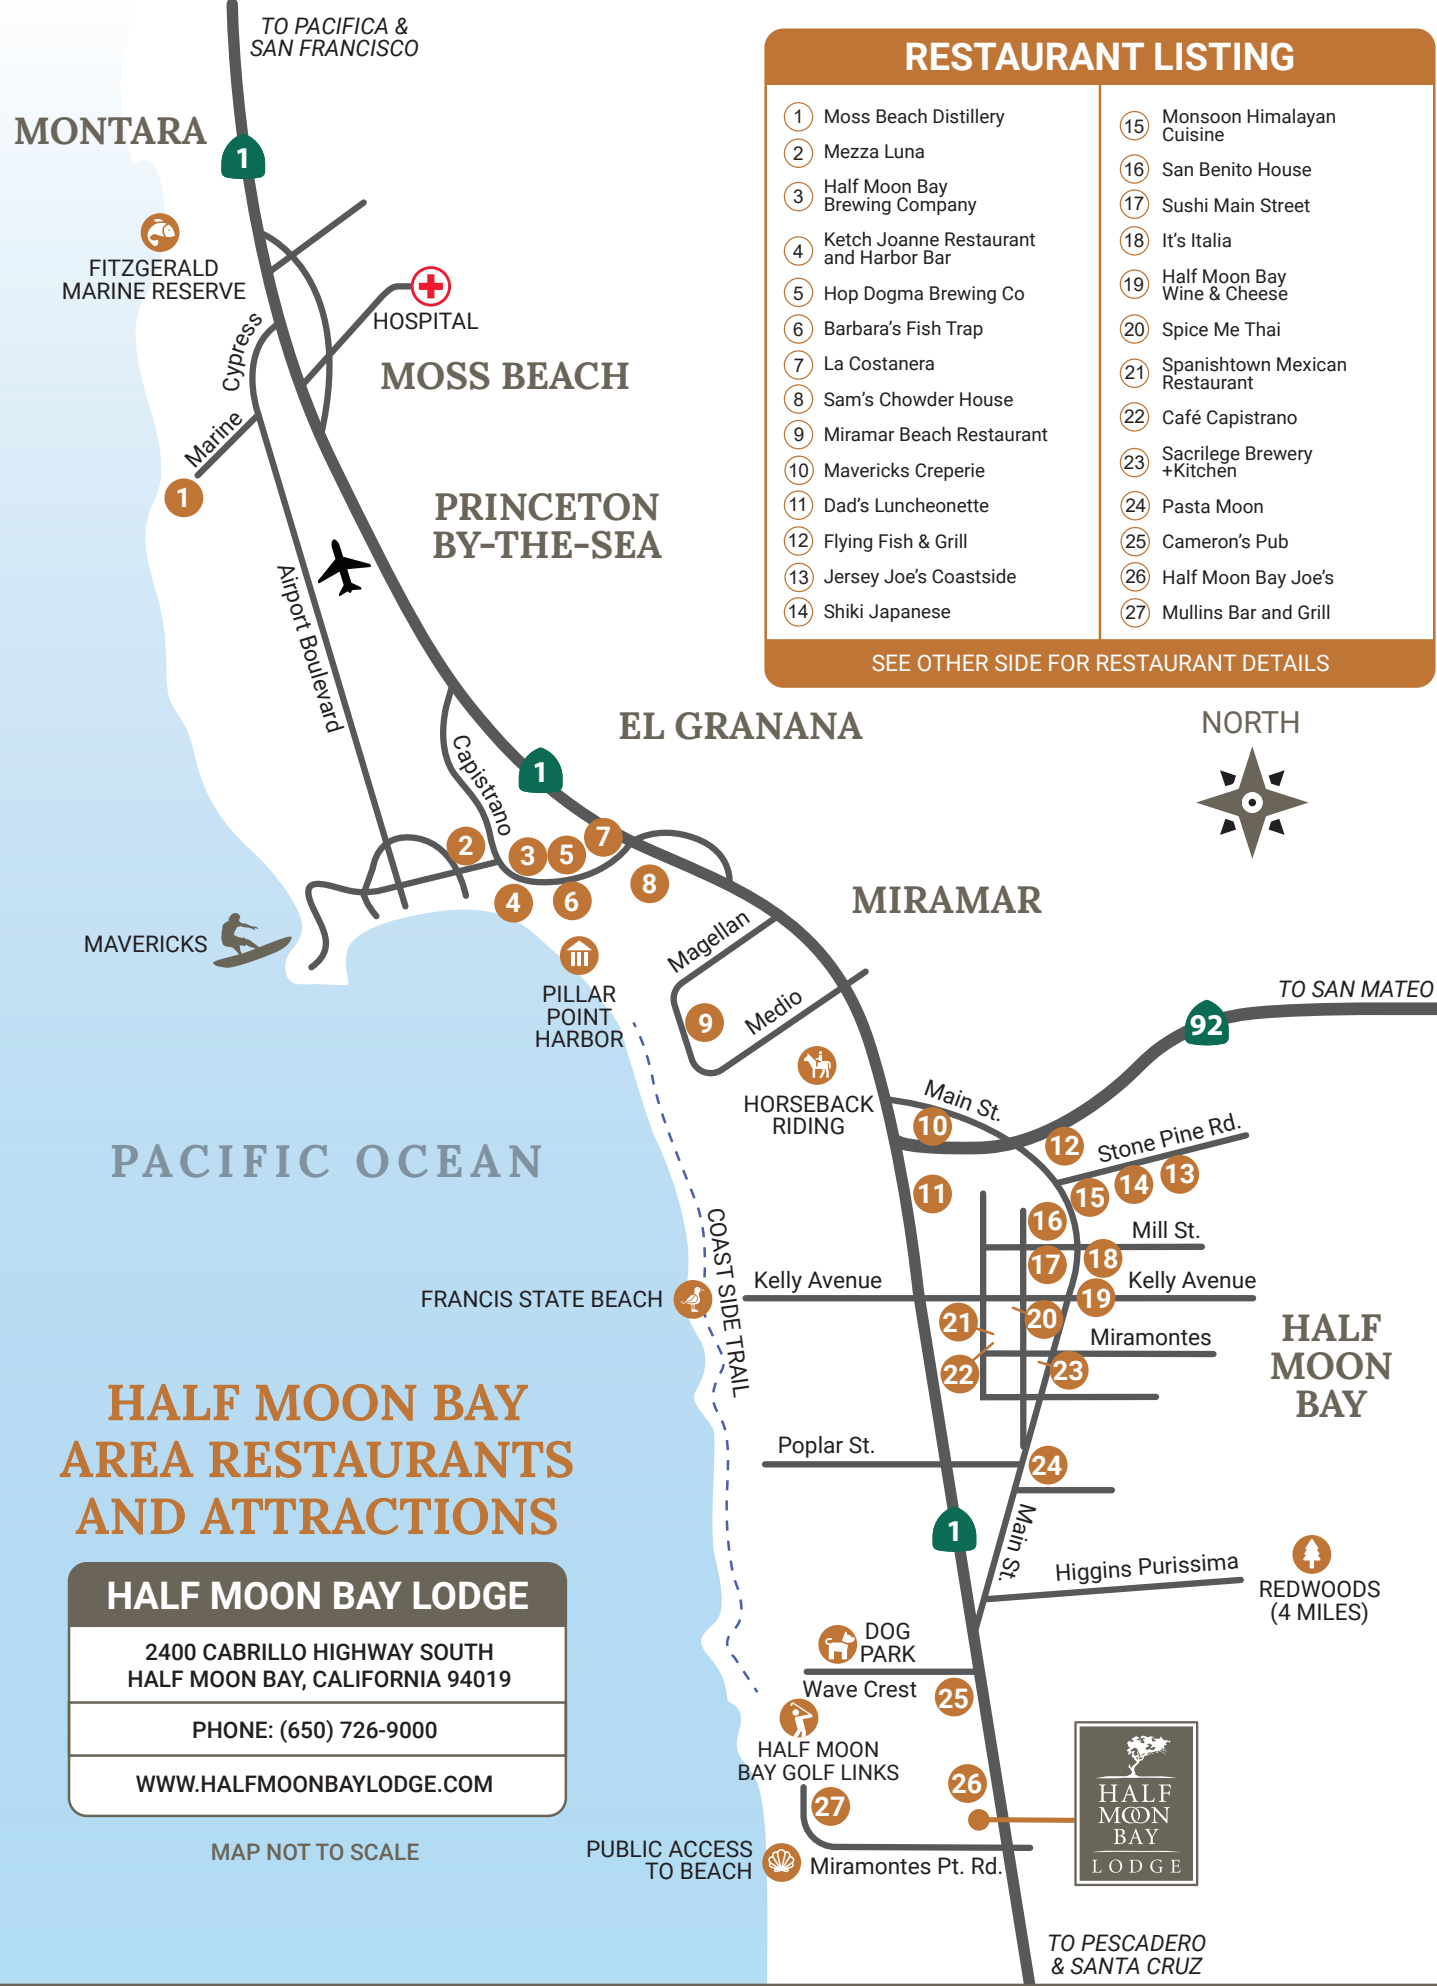 TO PACIFICA &
SAN FRANCISCO
MONTARA
1
FITZGERALD
MARINE RESERVE
HOSPITAL
Cypress
MOSS BEACH
Marine
1
PRINCETON
BY-THE-SEA
Airport Boulevard
RESTAURANT LISTING
1 Moss Beach Distillery
2 Mezza Luna
3 Half Moon Bay
Brewing Company
4 Ketch Joanne Restaurant
and Harbor Bar
5 Hop Dogma Brewing Co
6 Barbara's Fish Trap
7 La Costanera
8 Sam's Chowder House
9 Miramar Beach Restaurant
10 Mavericks Creperie
11 Dad's Luncheonette
12 Flying Fish & Grill
13 Jersey Joe's Coastside
14 Shiki Japanese
15 Monsoon Himalayan
Cuisine
16 San Benito House
17 Sushi Main Street
18 It's Italia
19 Half Moon Bay
Wine & Cheese
20 Spice Me Thai
21 Spanishtown Mexican
Restaurant
22 Café Capistrano
23 Sacrilege Brewery
+Kitchen
24 Pasta Moon
25 Cameron's Pub
26 Half Moon Bay Joe's
27 Mullins Bar and Grill
SEE OTHER SIDE FOR RESTAURANT DETAILS
EL GRANANA
NORTH
Capistrano
1
2
3
5
7
4
6
8
MIRAMAR
MAVERICKS
PILLAR
POINT
HARBOR
Magellan
9
Medio
TO SAN MATEO
92
HORSEBACK
RIDING
Main St.
10
12
Stone Pine Rd.
11
15
14
13
PACIFIC OCEAN
16
Mill St.
17
18
COAST SIDE TRAIL
FRANCIS STATE BEACH
Kelly Avenue
Kelly Avenue
19
21
20
Miramontes
22
23
HALF
MOON
BAY
Poplar St.
24
HALF MOON BAY
AREA RESTAURANTS
AND ATTRACTIONS
1
Main St.
Higgins Purissima
REDWOODS
(4 MILES)
HALF MOON BAY LODGE
2400 CABRILLO HIGHWAY SOUTH
HALF MOON BAY, CALIFORNIA 94019
PHONE: (650) 726-9000
WWW.HALFMOONBAYLODGE.COM
MAP NOT TO SCALE
DOG
PARK
Wave Crest
25
HALF MOON
BAY GOLF LINKS
26
27
HALF
MOON
BAY
LODGE
PUBLIC ACCESS
TO BEACH
Miramontes Pt. Rd.
TO PESCADERO
& SANTA CRUZ